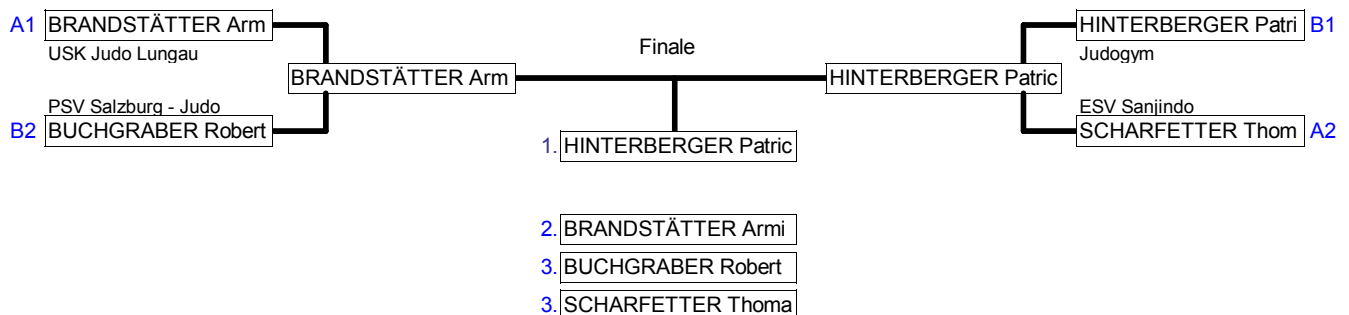 A1 BRANDSTÄTTER Arm
USK Judo Lungau
HINTERBERGER Patri B1
Judogym
Finale
BRANDSTÄTTER Arm
HINTERBERGER Patric
PSV Salzburg - Judo
B2 BUCHGRABER Robert
ESV Sanjindo
SCHARFETTER Thom A2
1. HINTERBERGER Patric
2. BRANDSTÄTTER Armi
3. BUCHGRABER Robert
3. SCHARFETTER Thoma